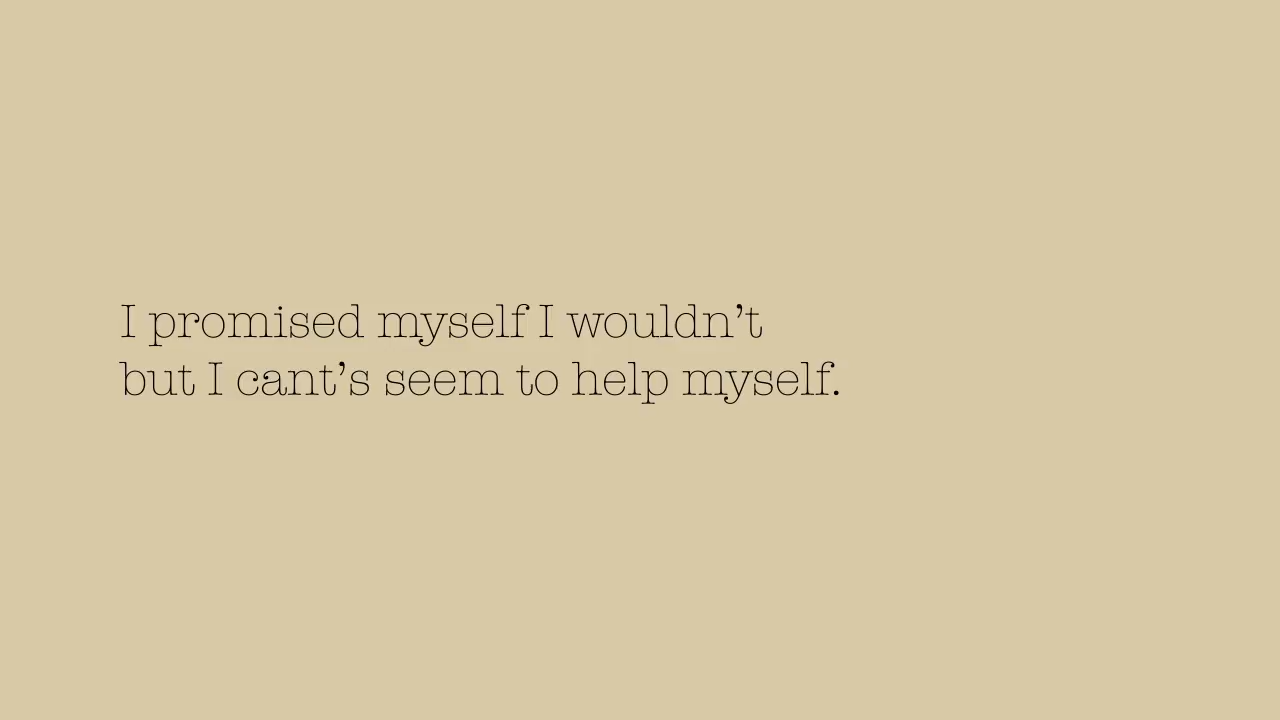 I promised myself I wouldn’t
but I cant’s seem to help myself.